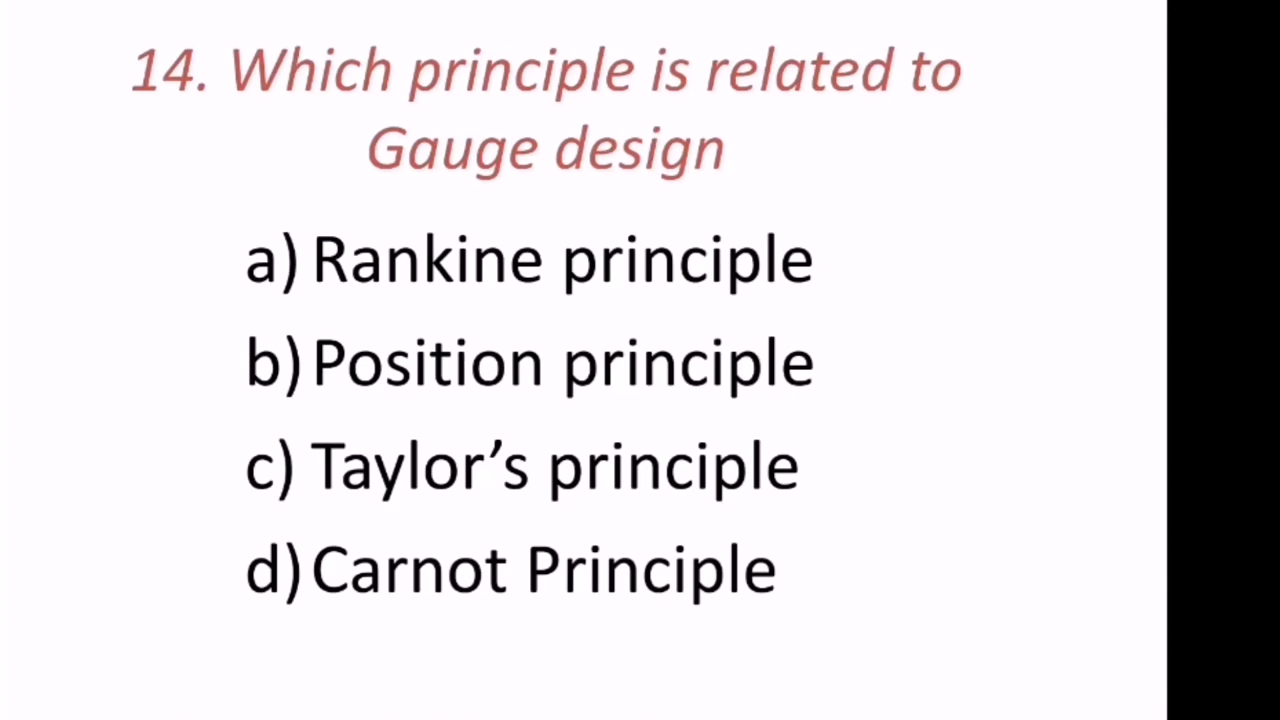 14. Which principle is related to
Gauge design
a) Rankine principle
b) Position principle
c) Taylor’s principle
d) Carnot Principle